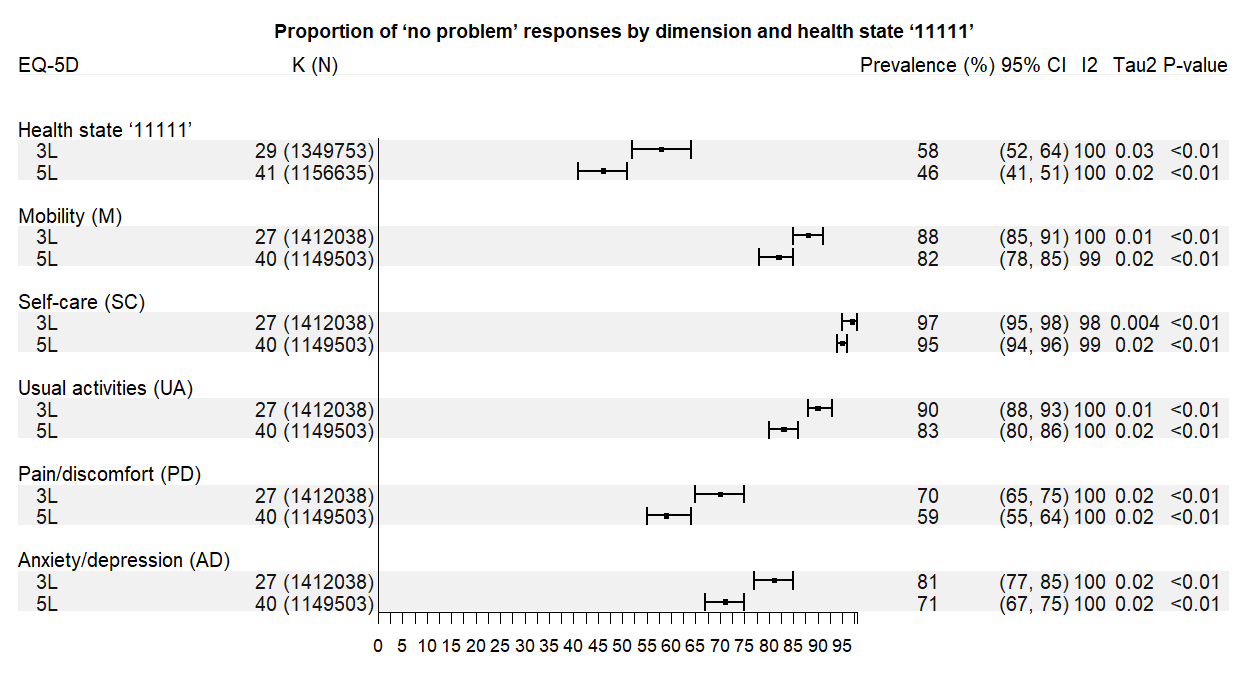 Proportion of ‘no problem’ responses by dimension and health state ‘11111’
EQ-5D K (N) Prevalence (%) 95% CI I2 Tau2 P-value
Health state ‘11111’
3L 29 (1349753) 58 (52, 64) 100 0.03 <0.01
5L 41 (1156635) 46 (41, 51) 100 0.02 <0.01
Mobility (M)
3L 27 (1412038) 88 (85, 91) 100 0.01 <0.01
5L 40 (1149503) 82 (78, 85) 99 0.02 <0.01
Self-care (SC)
3L 27 (1412038) 97 (95, 98) 98 0.004 <0.01
5L 40 (1149503) 95 (94, 96) 99 0.02 <0.01
Usual activities (UA)
3L 27 (1412038) 90 (88, 93) 100 0.01 <0.01
5L 40 (1149503) 83 (80, 86) 100 0.02 <0.01
Pain/discomfort (PD)
3L 27 (1412038) 70 (65, 75) 100 0.02 <0.01
5L 40 (1149503) 59 (55, 64) 100 0.02 <0.01
Anxiety/depression (AD)
3L 27 (1412038) 81 (77, 85) 100 0.02 <0.01
5L 40 (1149503) 71 (67, 75) 100 0.02 <0.01
0 5 10 15 20 25 30 35 40 45 50 55 60 65 70 75 80 85 90 95